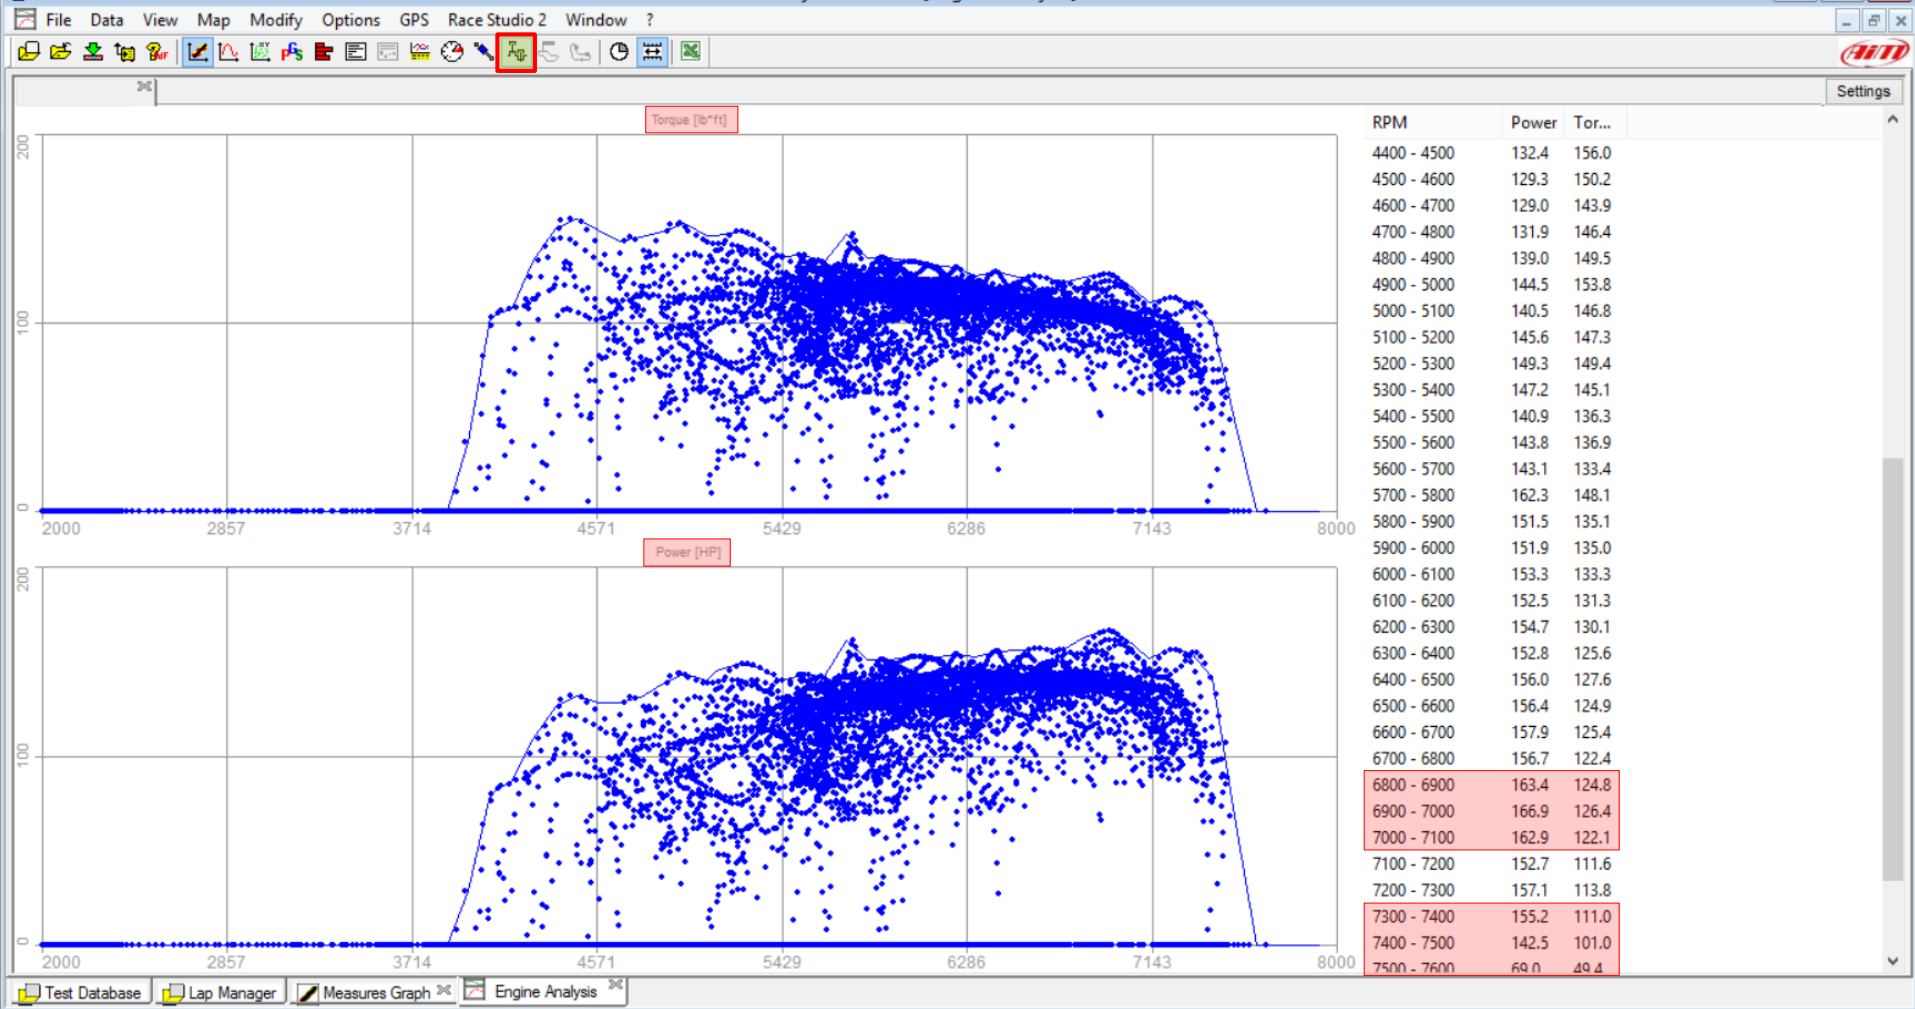 File Data View Map Modify Options GPS Race Studio 2 Window ?
AiM
Settings
Torque [lb*ft]
200
100
0
2000 2857 3714 4571 5429 6286 7143 8000
Power [HP]
200
100
0
2000 2857 3714 4571 5429 6286 7143 8000
RPM Power Tor...
4400 - 4500 132.4 156.0
4500 - 4600 129.3 150.2
4600 - 4700 129.0 143.9
4700 - 4800 131.9 146.4
4800 - 4900 139.0 149.5
4900 - 5000 144.5 153.8
5000 - 5100 140.5 146.8
5100 - 5200 145.6 147.3
5200 - 5300 149.3 149.4
5300 - 5400 147.2 145.1
5400 - 5500 140.9 136.3
5500 - 5600 143.8 136.9
5600 - 5700 143.1 133.4
5700 - 5800 162.3 148.1
5800 - 5900 151.5 135.1
5900 - 6000 151.9 135.0
6000 - 6100 153.3 133.3
6100 - 6200 152.5 131.3
6200 - 6300 154.7 130.1
6300 - 6400 152.8 125.6
6400 - 6500 156.0 127.6
6500 - 6600 156.4 124.9
6600 - 6700 157.9 125.4
6700 - 6800 156.7 122.4
6800 - 6900 163.4 124.8
6900 - 7000 166.9 126.4
7000 - 7100 162.9 122.1
7100 - 7200 152.7 111.6
7200 - 7300 157.1 113.8
7300 - 7400 155.2 111.0
7400 - 7500 142.5 101.0
7500 - 7600 69.0 49.4
Test Database Lap Manager Measures Graph Engine Analysis